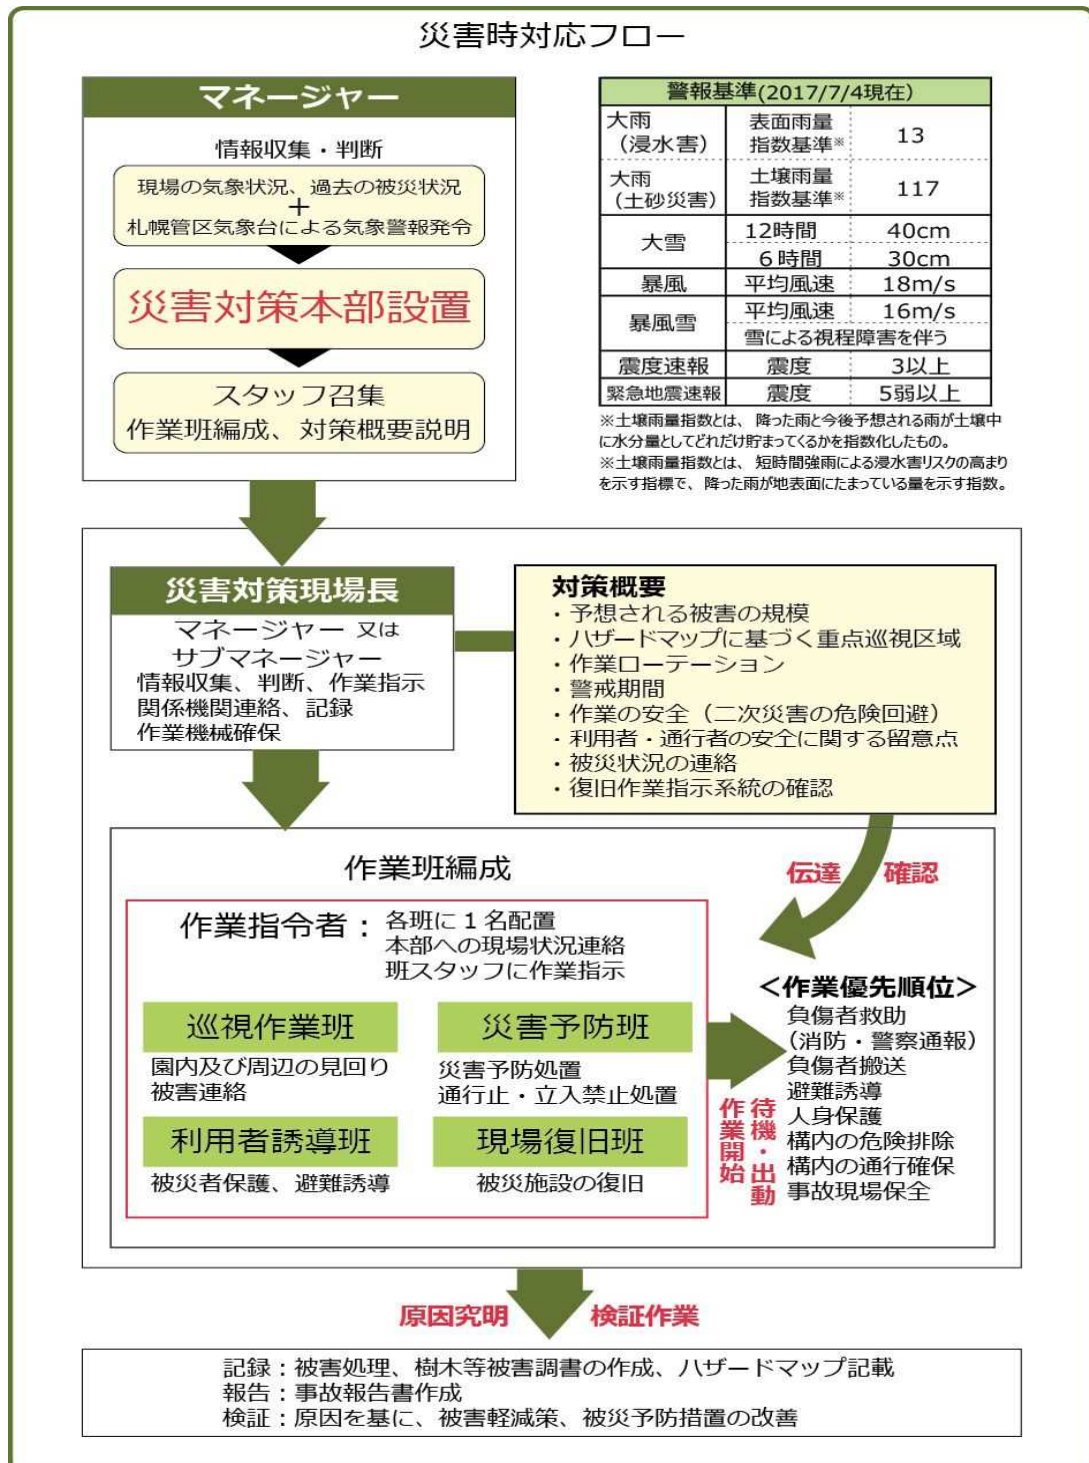 災害時対応フロー
マネージャー
情報収集・判断
現場の気象状況、過去の被災状況
+
札幌管区気象台による気象警報発令
災害対策本部設置
スタッフ召集
作業班編成、対策概要説明
警報基準(2017/7/4現在)
大雨（浸水害） 表面雨量指数基準※ 13
大雨（土砂災害） 土壌雨量指数基準※ 117
大雪 12時間 40cm
6時間 30cm
暴風 平均風速 18m/s
暴風雪 平均風速 16m/s
雪による視程障害を伴う
震度速報 震度 3以上
緊急地震速報 震度 5弱以上
※土壌雨量指数とは、降った雨と今後予想される雨が土壌中
に水分量としてどれだけ貯まってくるかを指数化したもの。
※土壌雨量指数とは、短時間強雨による浸水害リスクの高まり
を示す指標で、降った雨が地表面にたまっている量を示す指数。
災害対策現場長
マネージャー 又は
サブマネージャー
情報収集、判断、作業指示
関係機関連絡、記録
作業機械確保
対策概要
・予想される被害の規模
・ハザードマップに基づく重点巡視区域
・作業ローテーション
・警戒期間
・作業の安全（二次災害の危険回避）
・利用者・通行者の安全に関する留意点
・被災状況の連絡
・復旧作業指示系統の確認
伝達 確認
作業班編成
作業指令者：各班に1名配置
本部への現場状況連絡
班スタッフに作業指示
巡視作業班
園内及び周辺の見回り
被害連絡
災害予防班
災害予防処置
通行止・立入禁止処置
利用者誘導班
被災者保護、避難誘導
現場復旧班
被災施設の復旧
待機・出動
作業開始
＜作業優先順位＞
負傷者救助
（消防・警察通報）
負傷者搬送
避難誘導
人身保護
構内の危険排除
構内の通行確保
事故現場保全
原因究明 検証作業
記録：被害処理、樹木等被害調書の作成、ハザードマップ記載
報告：事故報告書作成
検証：原因を基に、被害軽減策、被災予防措置の改善